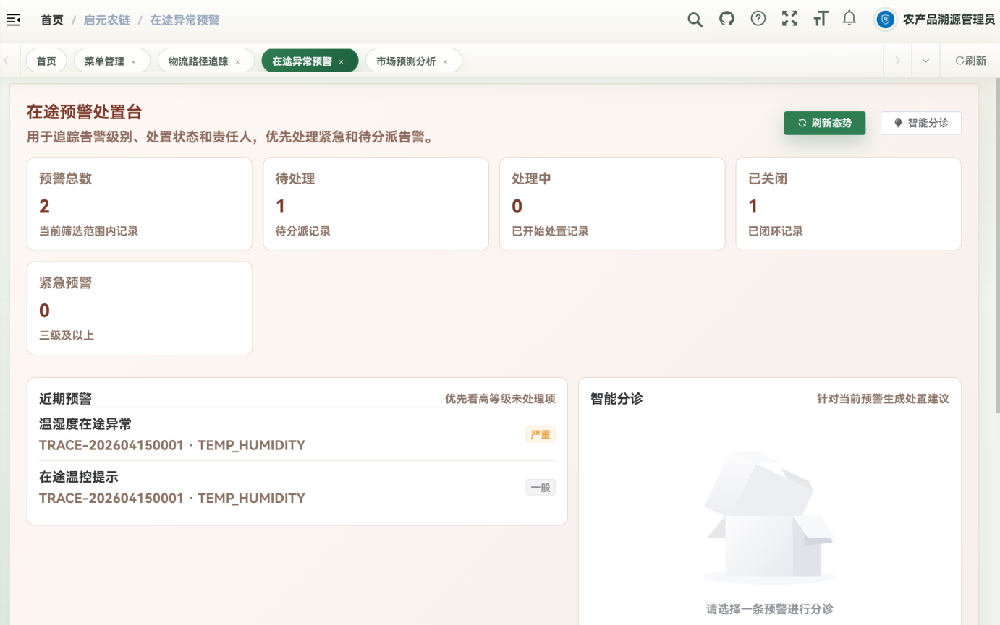 首页 / 启元农链 / 在途异常预警
农产品溯源管理员
首页 菜单管理 × 物流路径追踪 × 在途异常预警 × 市场预测分析 × 刷新
在途预警处置台
用于追踪告警级别、处置状态和责任人，优先处理紧急和待分派告警。
刷新态势 智能分诊
预警总数
2
当前筛选范围内记录
待处理
1
待分派记录
处理中
0
已开始处置记录
已关闭
1
已闭环记录
紧急预警
0
三级及以上
近期预警 优先看高等级未处理项
温湿度在途异常
TRACE-202604150001 · TEMP_HUMIDITY
严重
在途温控提示
TRACE-202604150001 · TEMP_HUMIDITY
一般
智能分诊 针对当前预警生成处置建议
请选择一条预警进行分诊